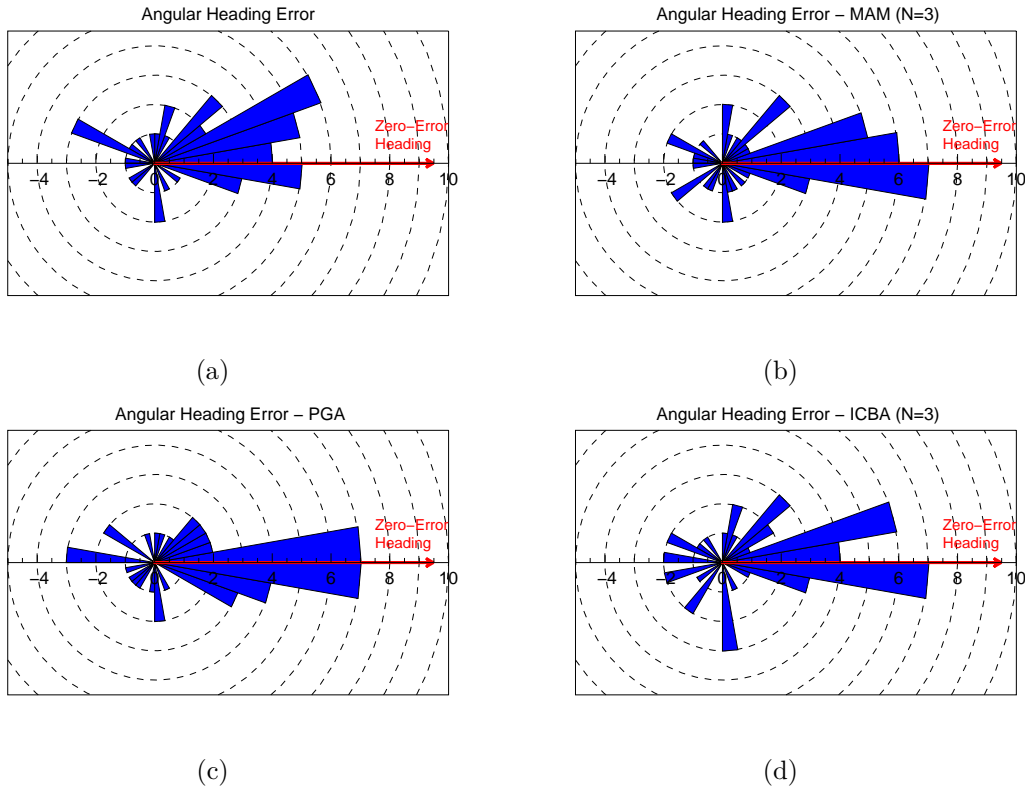 Angular Heading Error
Zero−Error
Heading
−4 −2 0 2 4 6 8 10
(a)
Angular Heading Error − MAM (N=3)
Zero−Error
Heading
−4 −2 0 2 4 6 8 10
(b)
Angular Heading Error − PGA
Zero−Error
Heading
−4 −2 0 2 4 6 8 10
(c)
Angular Heading Error − ICBA (N=3)
Zero−Error
Heading
−4 −2 0 2 4 6 8 10
(d)